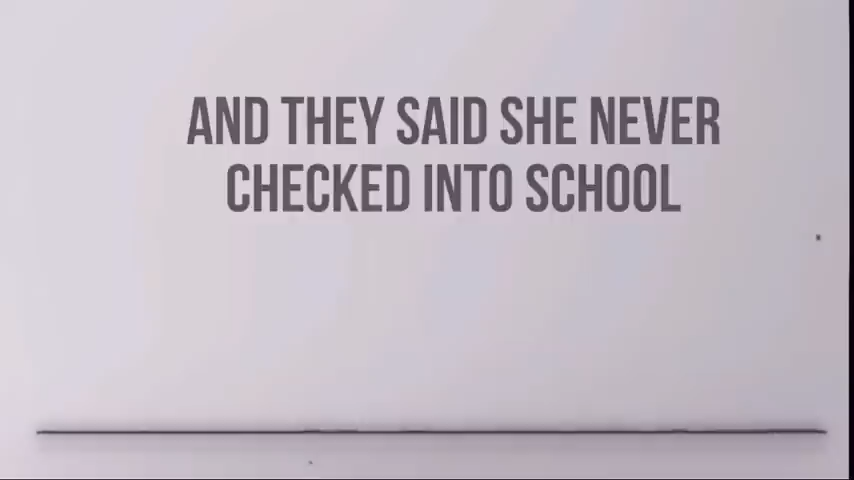 AND THEY SAID SHE NEVER
CHECKED INTO SCHOOL